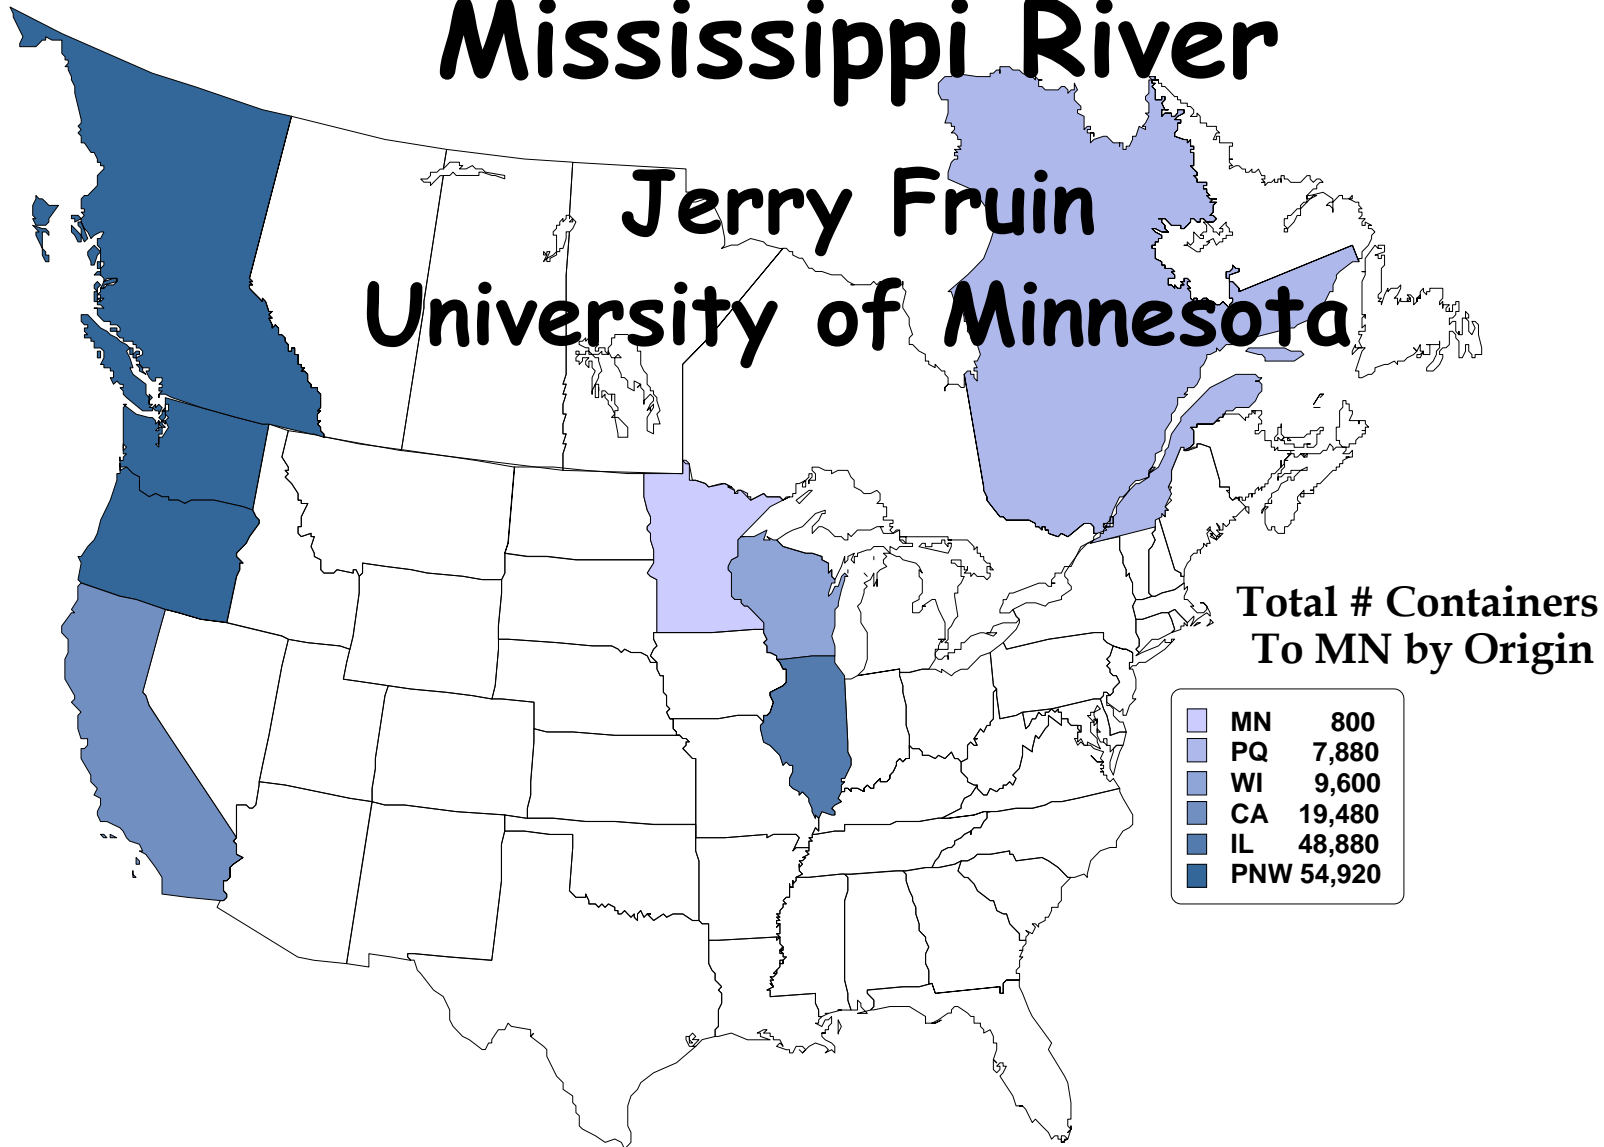 Mississippi River
Jerry Fruin
University of Minnesota
Total # Containers
To MN by Origin
MN 800
PQ 7,880
WI 9,600
CA 19,480
IL 48,880
PNW 54,920